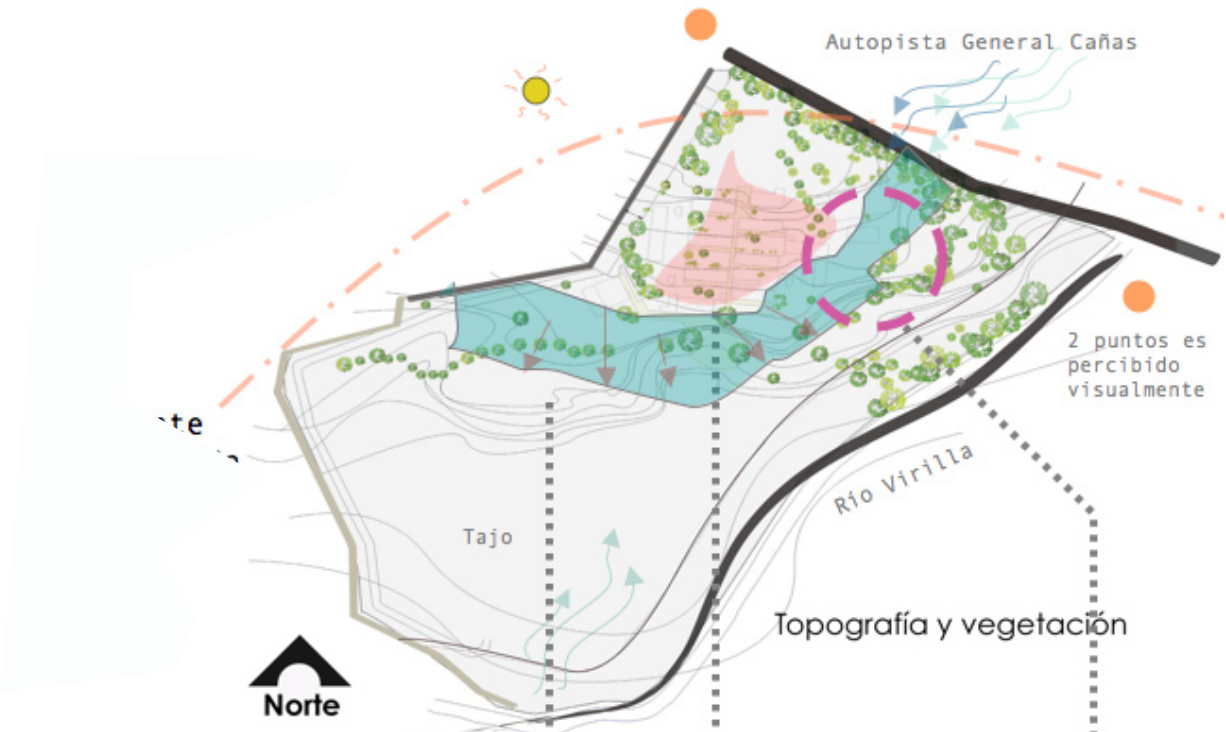 Autopista General Cañas
2 puntos es
percibido
visualmente
Río Virilla
Tajo
Topografía y vegetación
Norte